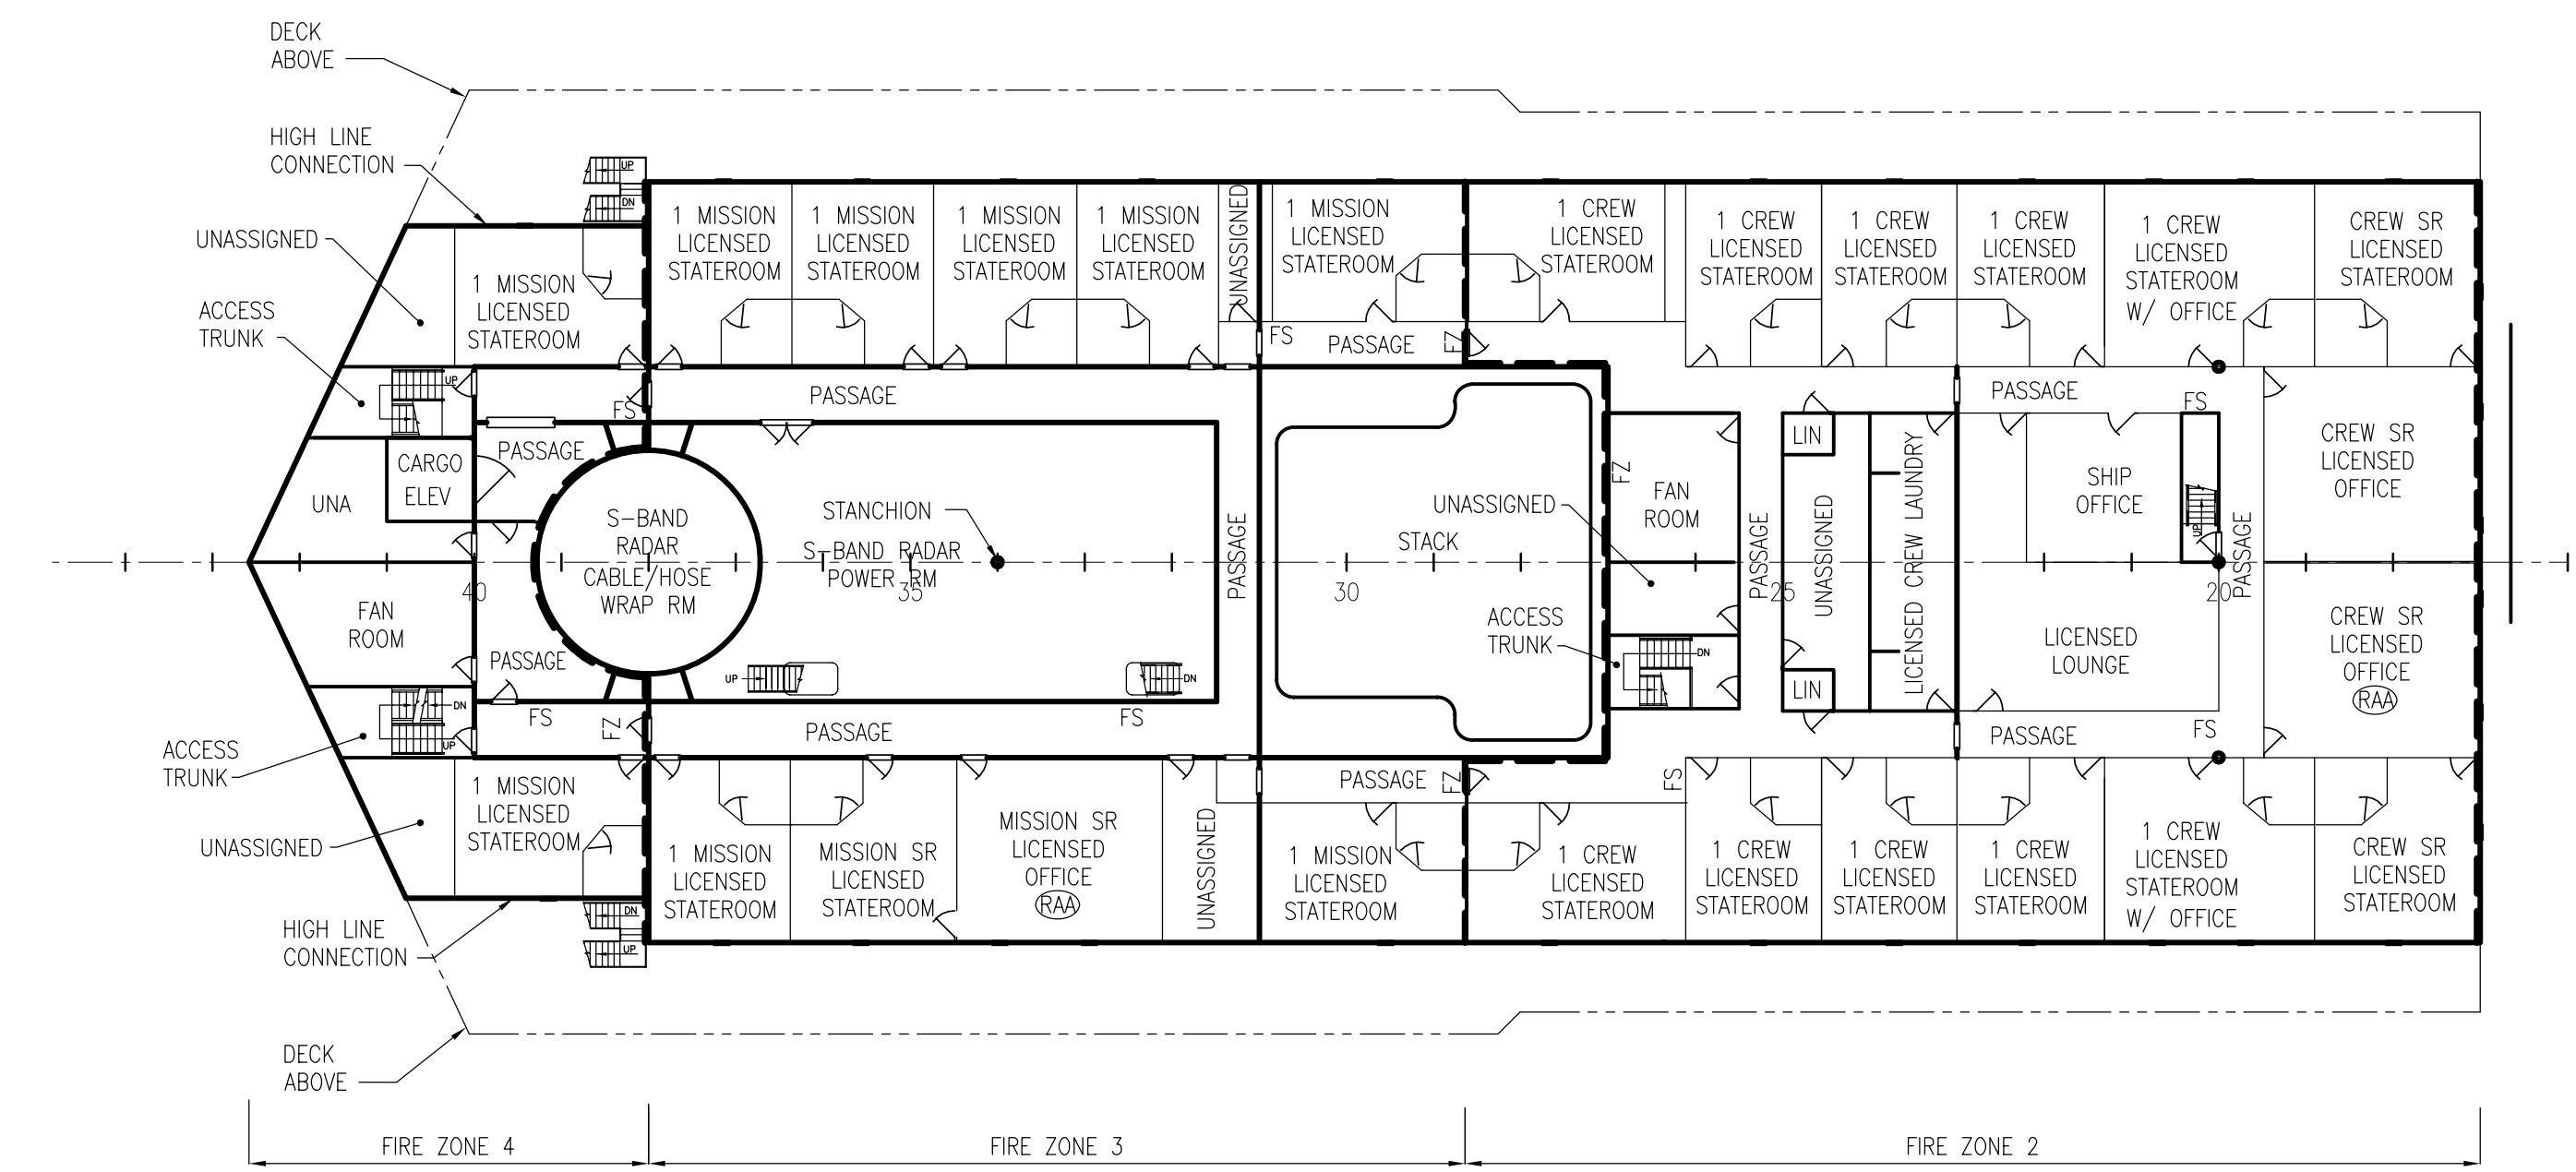 DECK
ABOVE
HIGH LINE
CONNECTION
UNASSIGNED
ACCESS
TRUNK
UP
DN
1 MISSION
LICENSED
STATEROOM
1 MISSION
LICENSED
STATEROOM
1 MISSION
LICENSED
STATEROOM
1 MISSION
LICENSED
STATEROOM
1 MISSION
LICENSED
STATEROOM
UNASSIGNED
1 MISSION
LICENSED
STATEROOM
1 CREW
LICENSED
STATEROOM
1 CREW
LICENSED
STATEROOM
1 CREW
LICENSED
STATEROOM
1 CREW
LICENSED
STATEROOM
1 CREW
LICENSED
STATEROOM
W/ OFFICE
CREW SR
LICENSED
STATEROOM
FS
PASSAGE
FZ
UP
PASSAGE
FS
PASSAGE
FS
PASSAGE
CARGO
ELEV
UNA
S-BAND
RADAR
CABLE/HOSE
WRAP RM
STANCHION
S-BAND RADAR
POWER RM
PASSAGE
STACK
UNASSIGNED
FZ
FAN
ROOM
PASSAGE
LIN
UNASSIGNED
LICENSED CREW LAUNDRY
SHIP
OFFICE
UP
PASSAGE
CREW SR
LICENSED
OFFICE
40
35
30
25
20
FAN
ROOM
PASSAGE
UP
DN
ACCESS
TRUNK
DN
LIN
LICENSED
LOUNGE
CREW SR
LICENSED
OFFICE
RAA
DN
UP
FS
FZ
PASSAGE
FS
PASSAGE
FS
ACCESS
TRUNK
UNASSIGNED
1 MISSION
LICENSED
STATEROOM
1 MISSION
LICENSED
STATEROOM
MISSION SR
LICENSED
STATEROOM
MISSION SR
LICENSED
OFFICE
RAA
UNASSIGNED
PASSAGE
FZ
FS
1 MISSION
LICENSED
STATEROOM
1 CREW
LICENSED
STATEROOM
1 CREW
LICENSED
STATEROOM
1 CREW
LICENSED
STATEROOM
1 CREW
LICENSED
STATEROOM
1 CREW
LICENSED
STATEROOM
W/ OFFICE
CREW SR
LICENSED
STATEROOM
DN
UP
HIGH LINE
CONNECTION
DECK
ABOVE
FIRE ZONE 4
FIRE ZONE 3
FIRE ZONE 2